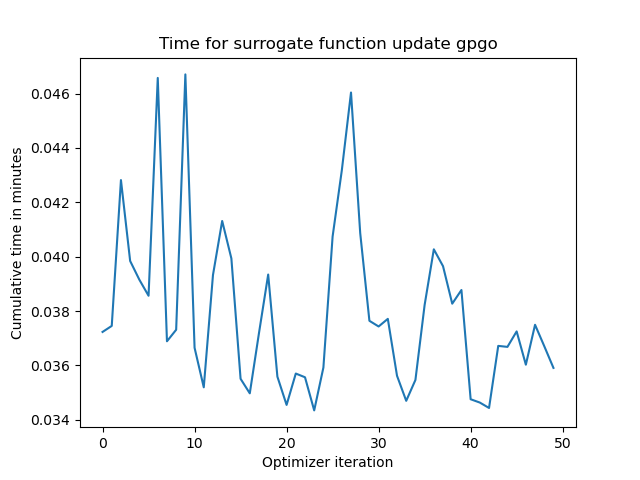 Time for surrogate function update gpgo
0.046
0.044
0.042
0.040
0.038
0.036
0.034
Cumulative time in minutes
0 10 20 30 40 50
Optimizer iteration